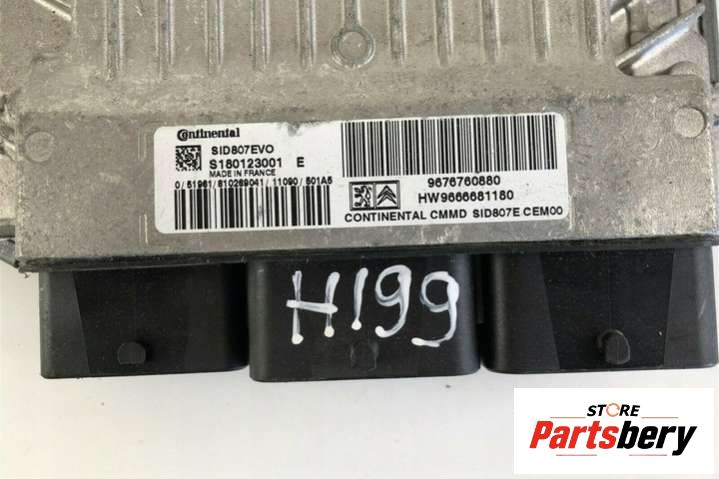 Continental
SID807EVO
S180123001 E
MADE IN FRANCE
0/51961/810269041/11090/501A5
9676760880
HW9666681180
CONTINENTAL CMMD SID807E CEM00
H199
STORE
Partsbery